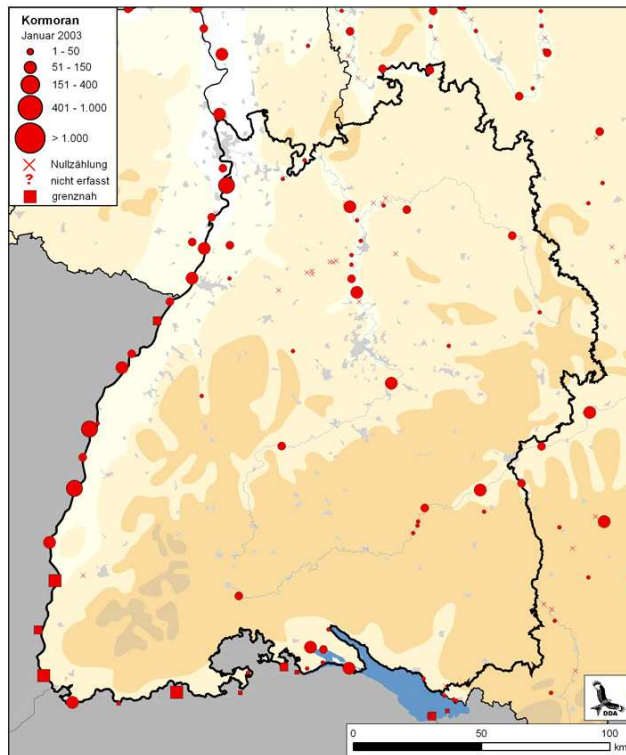 Kormoran
Januar 2003
1 - 50
51 - 150
151 - 400
401 - 1.000
> 1.000
Nullzählung
? nicht erfasst
grenznah
DDA
0 50 100
km